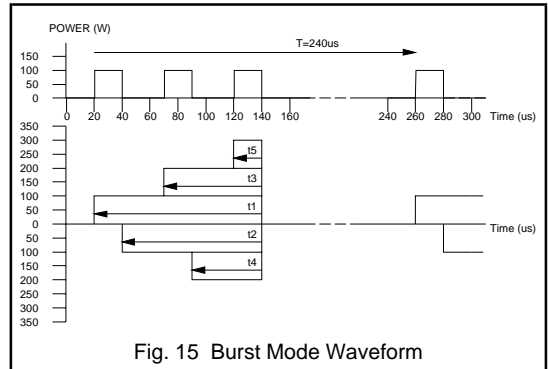 POWER (W)
T=240us
150
100
50
0
0 20 40 60 80 100 120 140 160 240 260 280 300 Time (us)
350
300
250
200
150
100
50
0
50
100
150
200
250
300
350
t5
t3
t1
Time (us)
t2
t4
Fig. 15 Burst Mode Waveform